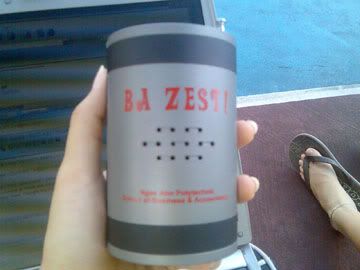 BA ZEST!
Ngee Ann Polytechnic
School of Business & Accountancy